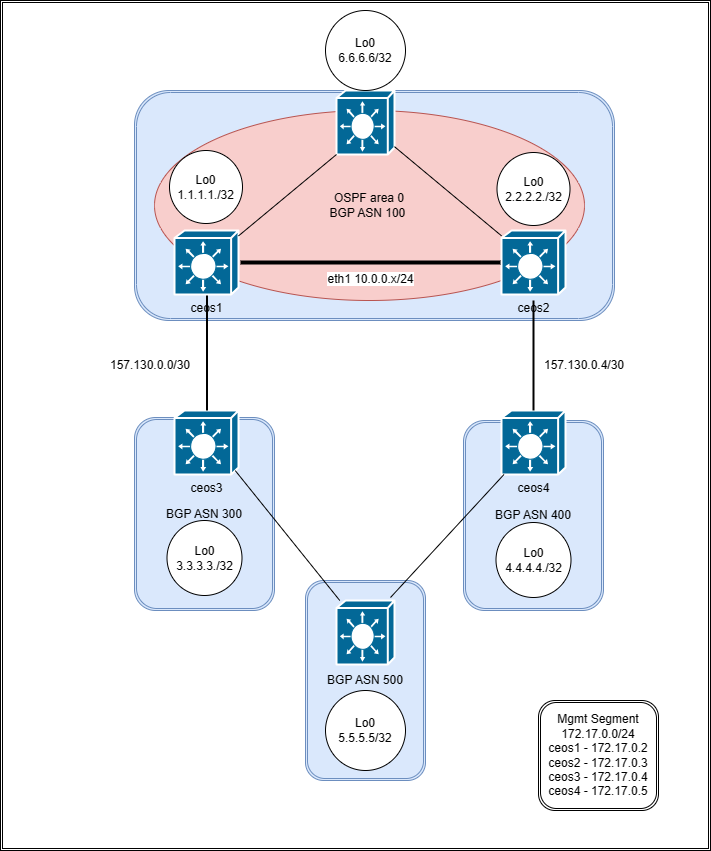 Lo0
6.6.6.6/32
Lo0
1.1.1.1./32
Lo0
2.2.2.2./32
OSPF area 0
BGP ASN 100
eth1 10.0.0.x/24
ceos1
ceos2
157.130.0.0/30
157.130.0.4/30
ceos3
ceos4
BGP ASN 300
BGP ASN 400
Lo0
3.3.3.3./32
Lo0
4.4.4.4./32
BGP ASN 500
Lo0
5.5.5.5/32
Mgmt Segment
172.17.0.0/24
ceos1 - 172.17.0.2
ceos2 - 172.17.0.3
ceos3 - 172.17.0.4
ceos4 - 172.17.0.5